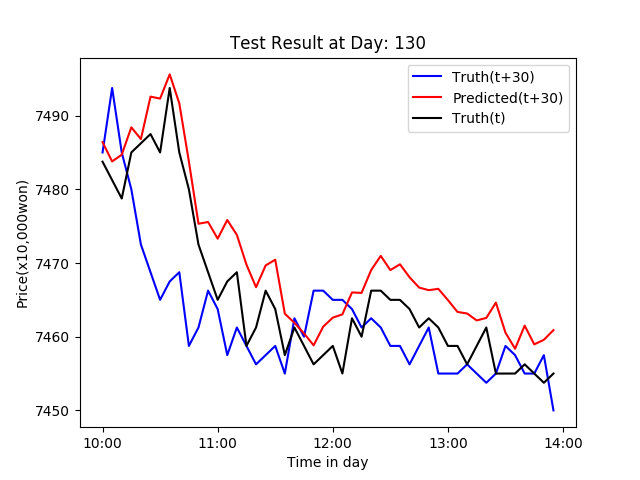 Test Result at Day: 130
Truth(t+30)
Predicted(t+30)
Truth(t)
Price(x10,000won)
7490
7480
7470
7460
7450
10:00 11:00 12:00 13:00 14:00
Time in day